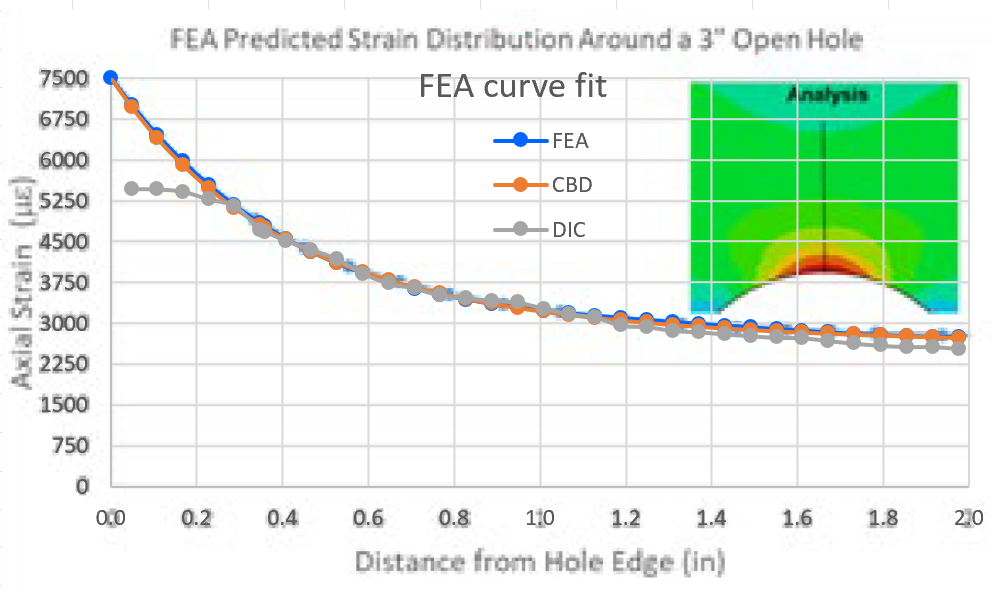 FEA Predicted Strain Distribution Around a 3" Open Hole
FEA curve fit
Analysis
FEA
CBD
DIC
Axial Strain (με)
7500
6750
6000
5250
4500
3750
3000
2250
1500
750
0
0.0 0.2 0.4 0.6 0.8 1.0 1.2 1.4 1.6 1.8 2.0
Distance from Hole Edge (in)